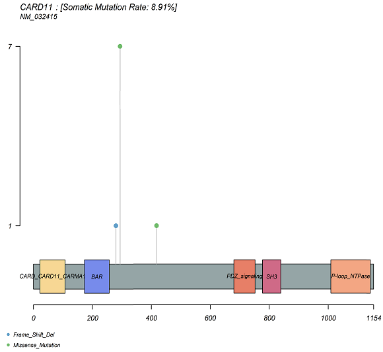 CARD11 : [Somatic Mutation Rate: 8.91%]
NM_032415
7
1
CARD_CARD11_CARMA1
BAR
PDZ_signaling
SH3
P-loop_NTPase
0 200 400 600 800 1000 1154
Frame_Shift_Del
Missense_Mutation